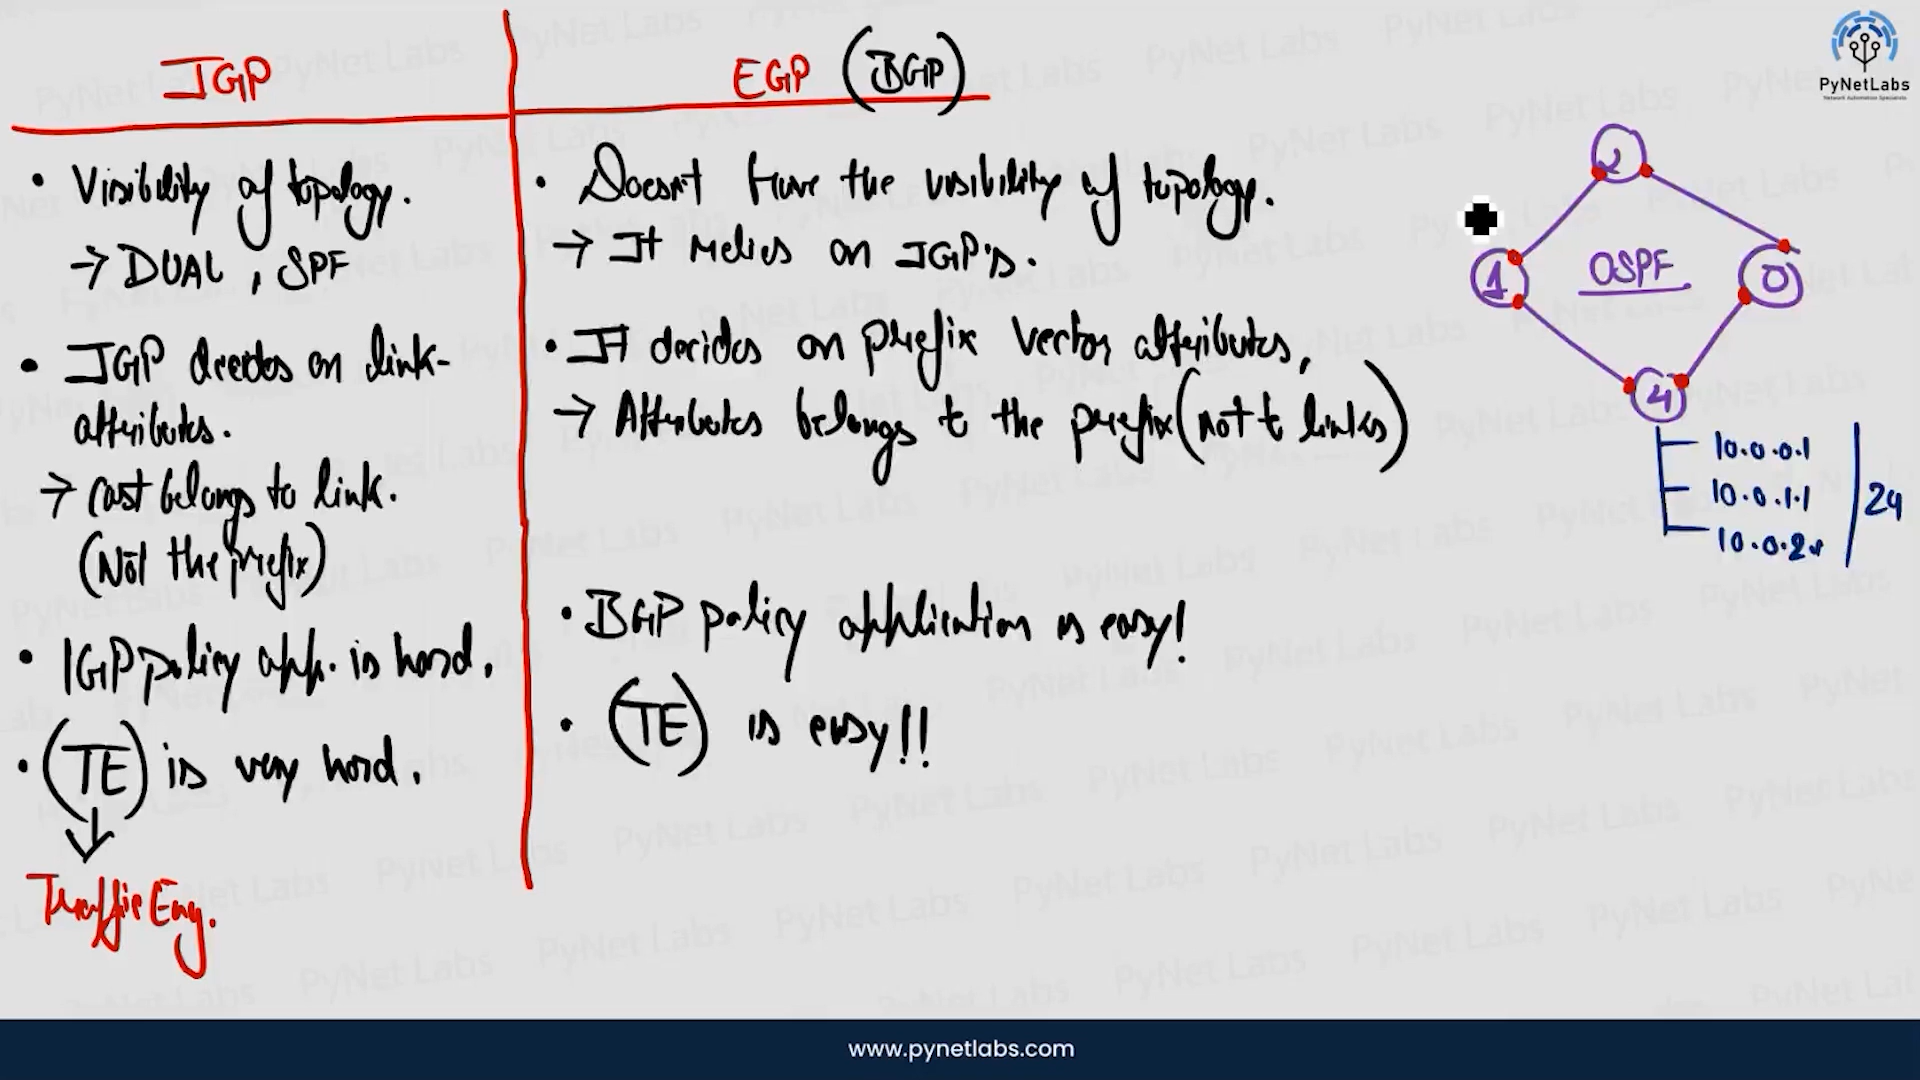 IGP
EGP (BGP)
• Visibility of topology.
→ DUAL, SPF
• IGP decides on link-
attributes.
→ Cost belongs to link.
(Not the prefix)
• IGP policy app. is hard.
• (TE) is very hard.
Traffic Eng.
• Doesn't have the visibility of topology.
→ It relies on IGP's.
• It decides on prefix vector attributes,
→ Attributes belongs to the prefix (not to links)
• BGP policy application is easy!
• (TE) is easy!!
PyNetLabs
Network Automation Specialists
2
1
OSPF
0
4
10.0.0.1
10.0.1.1
24
10.0.2.
www.pynetlabs.com